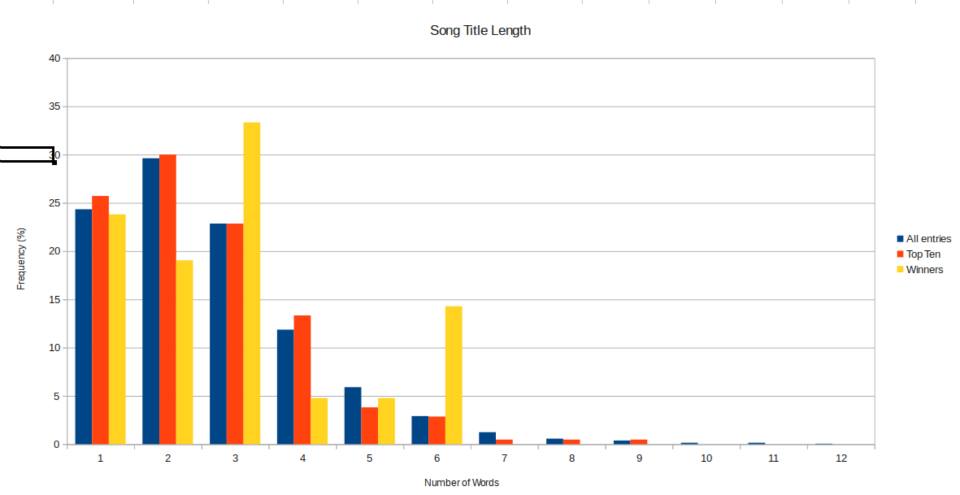 Song Title Length
40
35
30
25
20
15
10
5
0
Frequency (%)
1 2 3 4 5 6 7 8 9 10 11 12
Number of Words
All entries
Top Ten
Winners